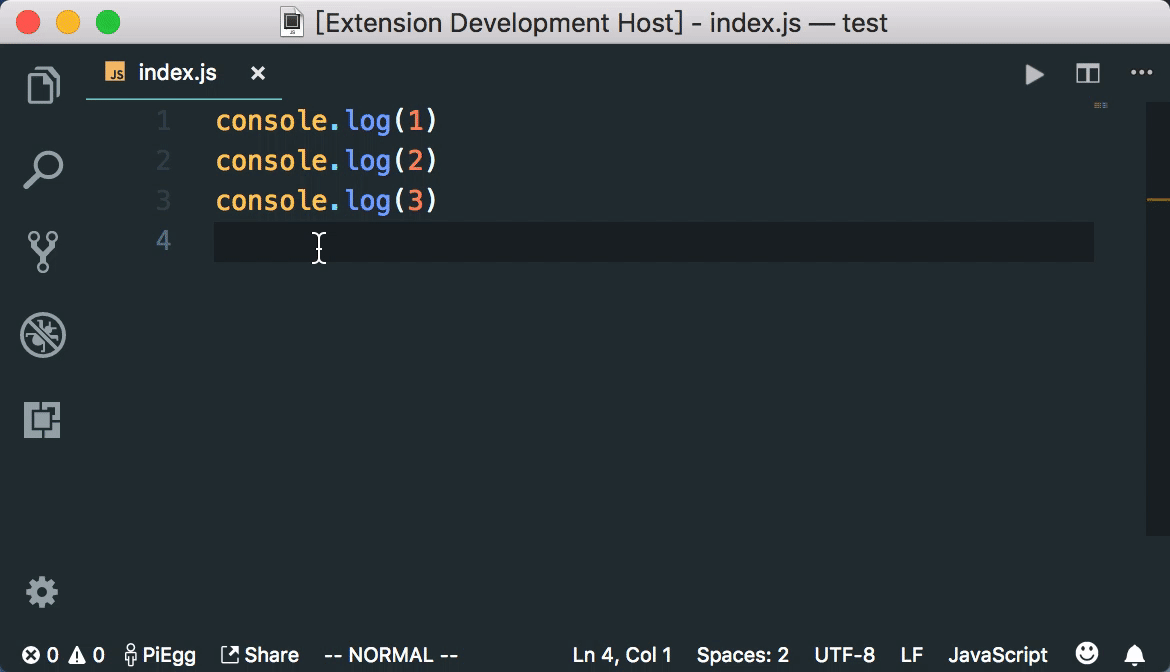 [Extension Development Host] - index.js — test
JS index.js
1 console.log(1)
2 console.log(2)
3 console.log(3)
4
0 0 PiEgg Share -- NORMAL -- Ln 4, Col 1 Spaces: 2 UTF-8 LF JavaScript